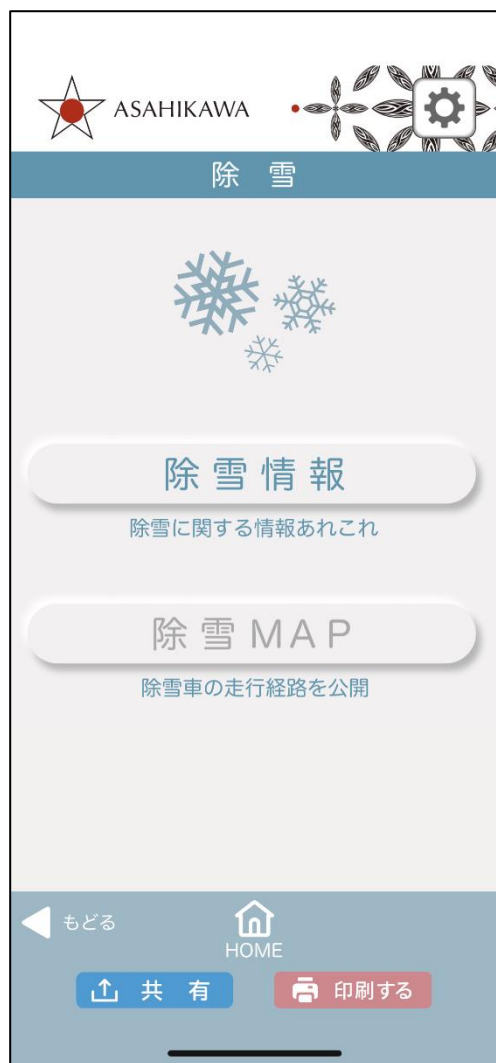 ASAHIKAWA
除 雪
除雪情報
除雪に関する情報あれこれ
除雪MAP
除雪車の走行経路を公開
もどる
HOME
共 有
印刷する